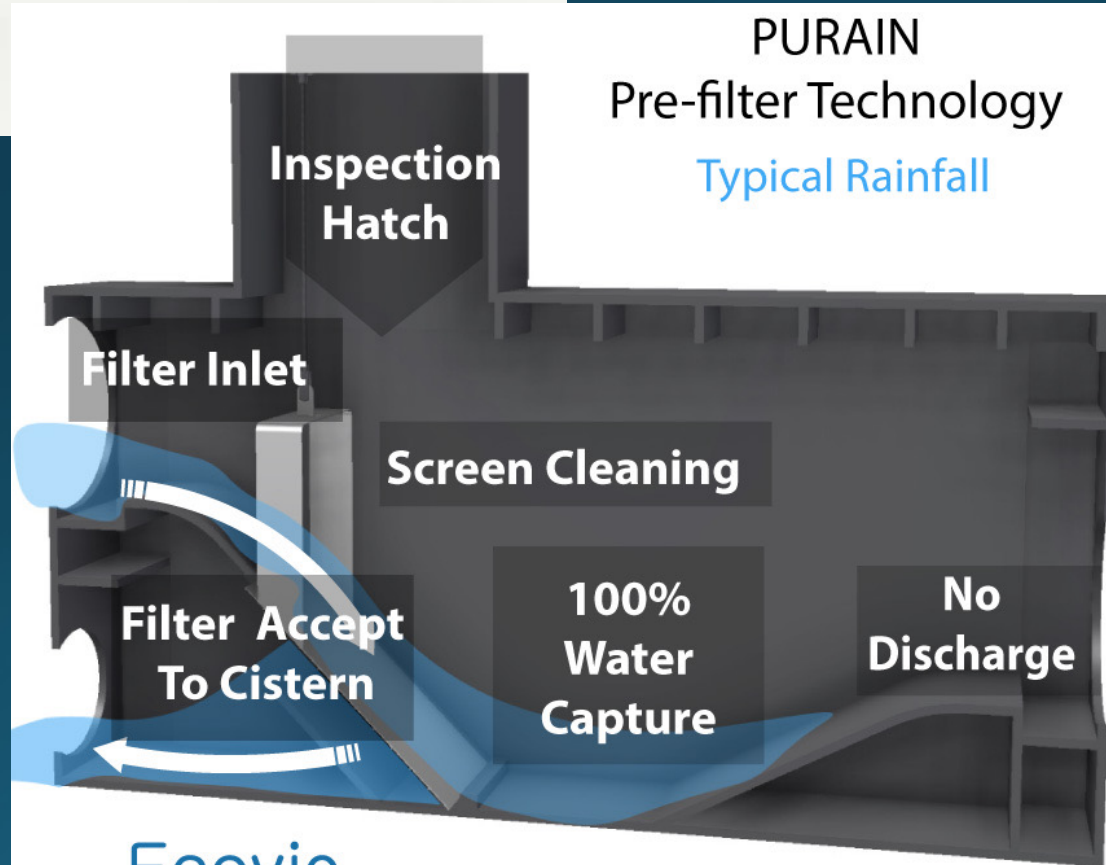 PURAIN
Pre-filter Technology
Typical Rainfall
Inspection
Hatch
Filter Inlet
Screen Cleaning
Filter Accept
To Cistern
100%
Water
Capture
No
Discharge